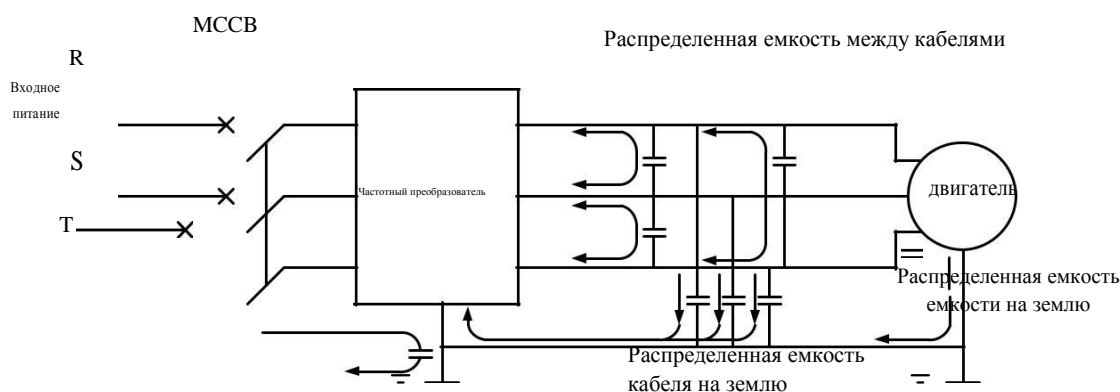 МССВ
Распределенная емкость между кабелями
R
Входное
питание
S
Частотный преобразователь
двигатель
T
Распределенная емкость
емкости на землю
Распределенная емкость
кабеля на землю